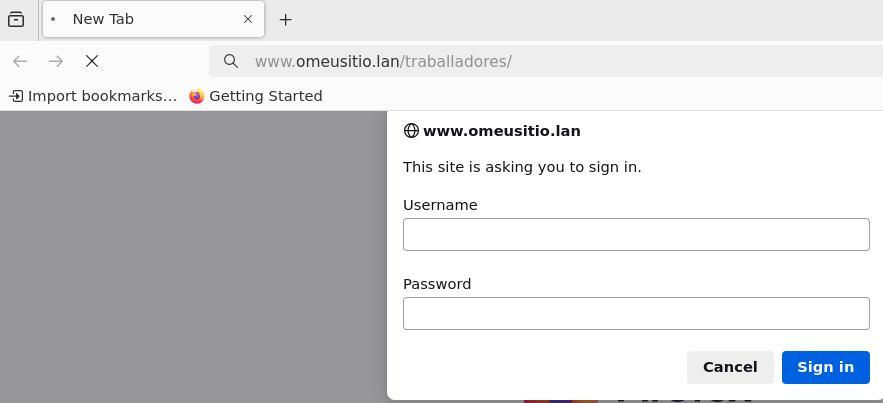 New Tab
www.omeusitio.lan/traballadores/
Import bookmarks...
Getting Started
www.omeusitio.lan
This site is asking you to sign in.
Username
Password
Cancel
Sign in